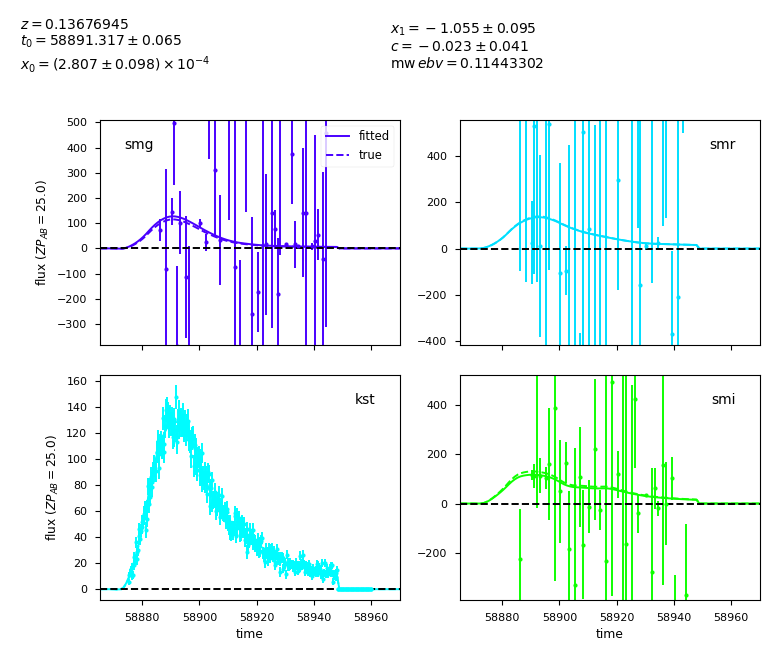 z = 0.13676945
t₀ = 58891.317 ± 0.065
x₀ = (2.807 ± 0.098) × 10⁻⁴
x₁ = −1.055 ± 0.095
c = −0.023 ± 0.041
mw ebv = 0.11443302
smg
fitted
true
500
400
300
200
100
0
−100
−200
−300
flux (ZP_AB = 25.0)
smr
400
200
0
−200
−400
kst
160
140
120
100
80
60
40
20
0
flux (ZP_AB = 25.0)
58880 58900 58920 58940 58960
time
smi
400
200
0
−200
58880 58900 58920 58940 58960
time